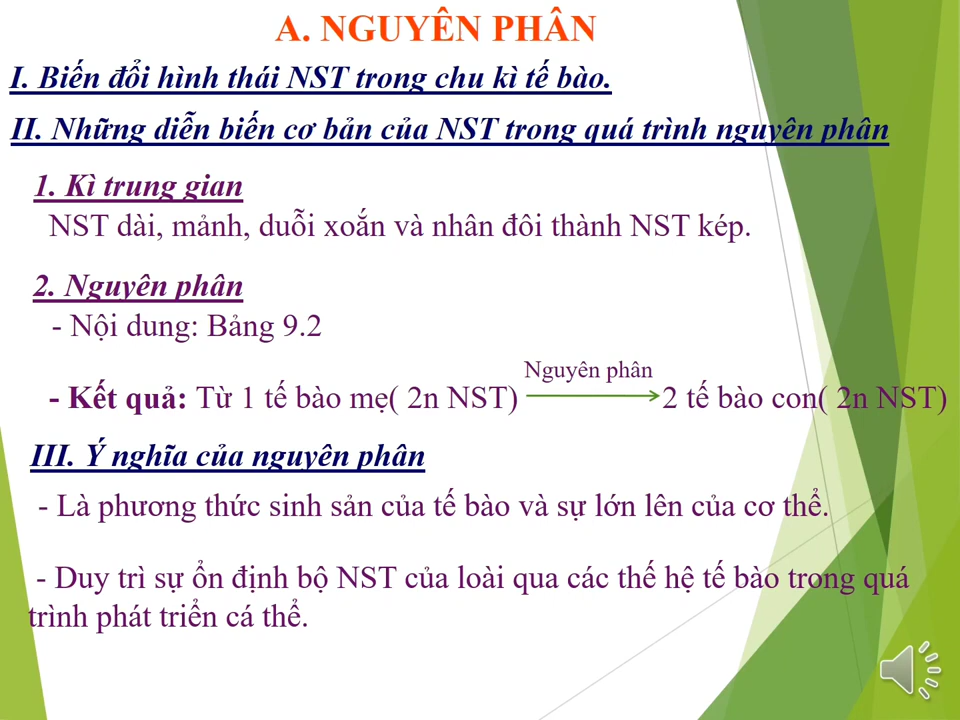 A. NGUYÊN PHÂN
I. Biến đổi hình thái NST trong chu kì tế bào.
II. Những diễn biến cơ bản của NST trong quá trình nguyên phân
1. Kì trung gian
NST dài, mảnh, duỗi xoắn và nhân đôi thành NST kép.
2. Nguyên phân
- Nội dung: Bảng 9.2
Nguyên phân
- Kết quả: Từ 1 tế bào mẹ( 2n NST) 2 tế bào con( 2n NST)
III. Ý nghĩa của nguyên phân
- Là phương thức sinh sản của tế bào và sự lớn lên của cơ thể.
- Duy trì sự ổn định bộ NST của loài qua các thế hệ tế bào trong quá
trình phát triển cá thể.